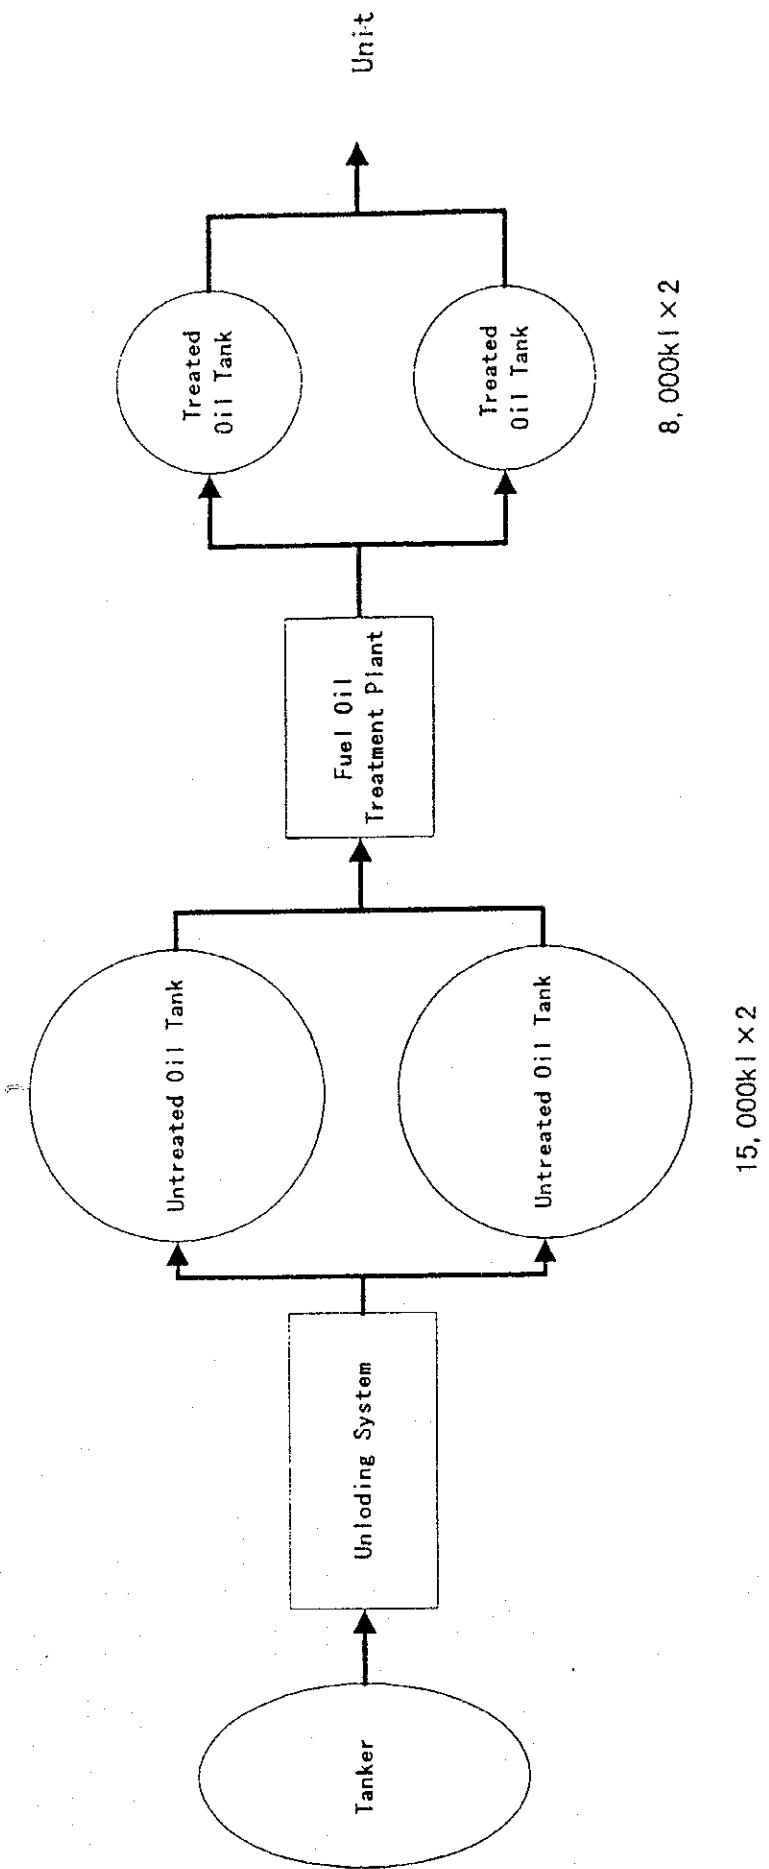 Tanker
Unloding System
Untreated Oil Tank
Untreated Oil Tank
15,000kl×2
Fuel Oil
Treatment Plant
Treated
Oil Tank
Treated
Oil Tank
8,000kl×2
Unit